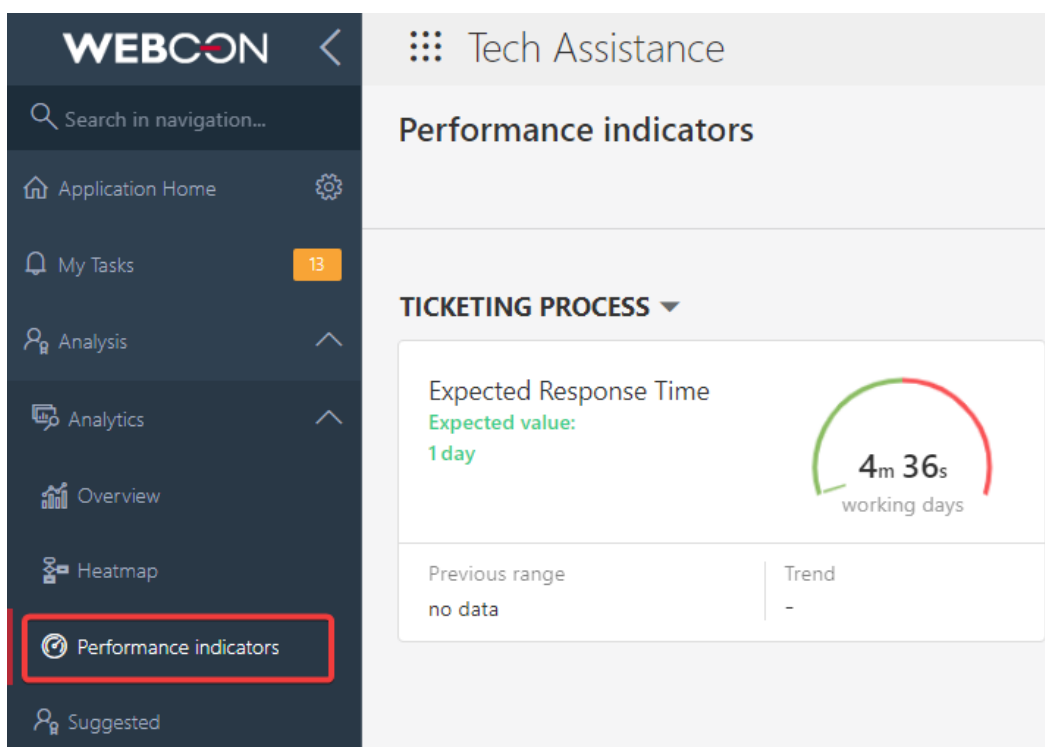 WEBCON
Search in navigation...
Application Home
My Tasks
13
Analysis
Analytics
Overview
Heatmap
Performance indicators
Suggested
Tech Assistance
Performance indicators
TICKETING PROCESS
Expected Response Time
Expected value:
1 day
4m 36s
working days
Previous range
no data
Trend
-